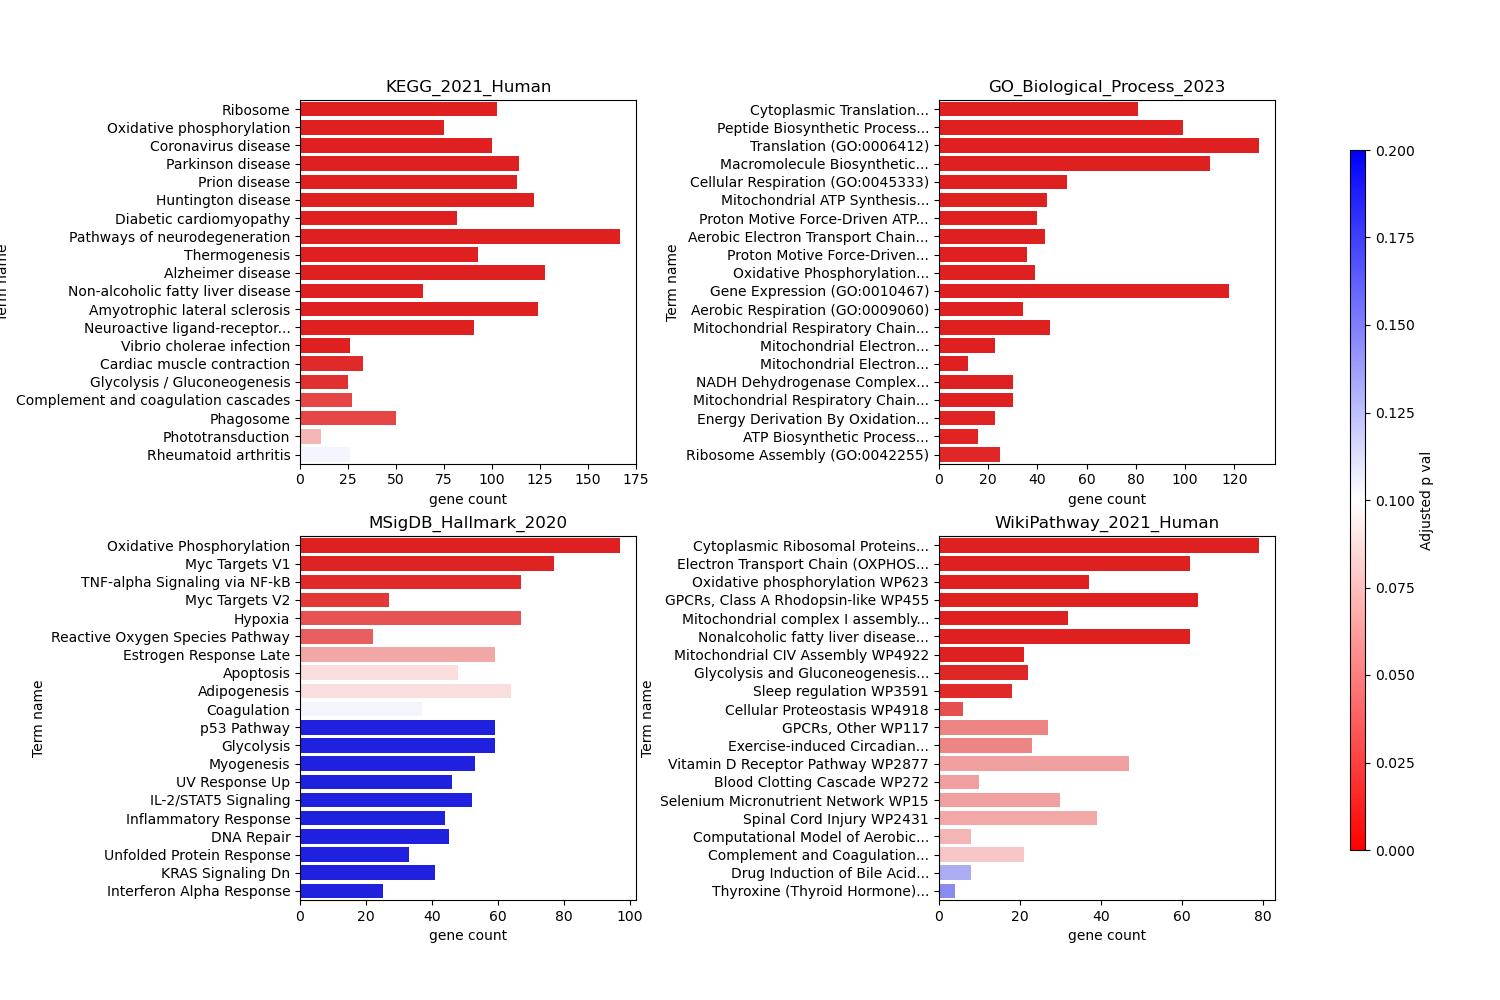 KEGG_2021_Human
Ribosome
Oxidative phosphorylation
Coronavirus disease
Parkinson disease
Prion disease
Huntington disease
Diabetic cardiomyopathy
Pathways of neurodegeneration
Thermogenesis
Alzheimer disease
Non-alcoholic fatty liver disease
Amyotrophic lateral sclerosis
Neuroactive ligand-receptor...
Vibrio cholerae infection
Cardiac muscle contraction
Glycolysis / Gluconeogenesis
Complement and coagulation cascades
Phagosome
Phototransduction
Rheumatoid arthritis
Term name
0 25 50 75 100 125 150 175
gene count
GO_Biological_Process_2023
Cytoplasmic Translation...
Peptide Biosynthetic Process...
Translation (GO:0006412)
Macromolecule Biosynthetic...
Cellular Respiration (GO:0045333)
Mitochondrial ATP Synthesis...
Proton Motive Force-Driven ATP...
Aerobic Electron Transport Chain...
Proton Motive Force-Driven...
Oxidative Phosphorylation...
Gene Expression (GO:0010467)
Aerobic Respiration (GO:0009060)
Mitochondrial Respiratory Chain...
Mitochondrial Electron...
Mitochondrial Electron...
NADH Dehydrogenase Complex...
Mitochondrial Respiratory Chain...
Energy Derivation By Oxidation...
ATP Biosynthetic Process...
Ribosome Assembly (GO:0042255)
Term name
0 20 40 60 80 100 120
gene count
MSigDB_Hallmark_2020
Oxidative Phosphorylation
Myc Targets V1
TNF-alpha Signaling via NF-kB
Myc Targets V2
Hypoxia
Reactive Oxygen Species Pathway
Estrogen Response Late
Apoptosis
Adipogenesis
Coagulation
p53 Pathway
Glycolysis
Myogenesis
UV Response Up
IL-2/STAT5 Signaling
Inflammatory Response
DNA Repair
Unfolded Protein Response
KRAS Signaling Dn
Interferon Alpha Response
Term name
0 20 40 60 80 100
gene count
WikiPathway_2021_Human
Cytoplasmic Ribosomal Proteins...
Electron Transport Chain (OXPHOS...
Oxidative phosphorylation WP623
GPCRs, Class A Rhodopsin-like WP455
Mitochondrial complex I assembly...
Nonalcoholic fatty liver disease...
Mitochondrial CIV Assembly WP4922
Glycolysis and Gluconeogenesis...
Sleep regulation WP3591
Cellular Proteostasis WP4918
GPCRs, Other WP117
Exercise-induced Circadian...
Vitamin D Receptor Pathway WP2877
Blood Clotting Cascade WP272
Selenium Micronutrient Network WP15
Spinal Cord Injury WP2431
Computational Model of Aerobic...
Complement and Coagulation...
Drug Induction of Bile Acid...
Thyroxine (Thyroid Hormone)...
Term name
0 20 40 60 80
gene count
0.200
0.175
0.150
0.125
0.100
0.075
0.050
0.025
0.000
Adjusted p val